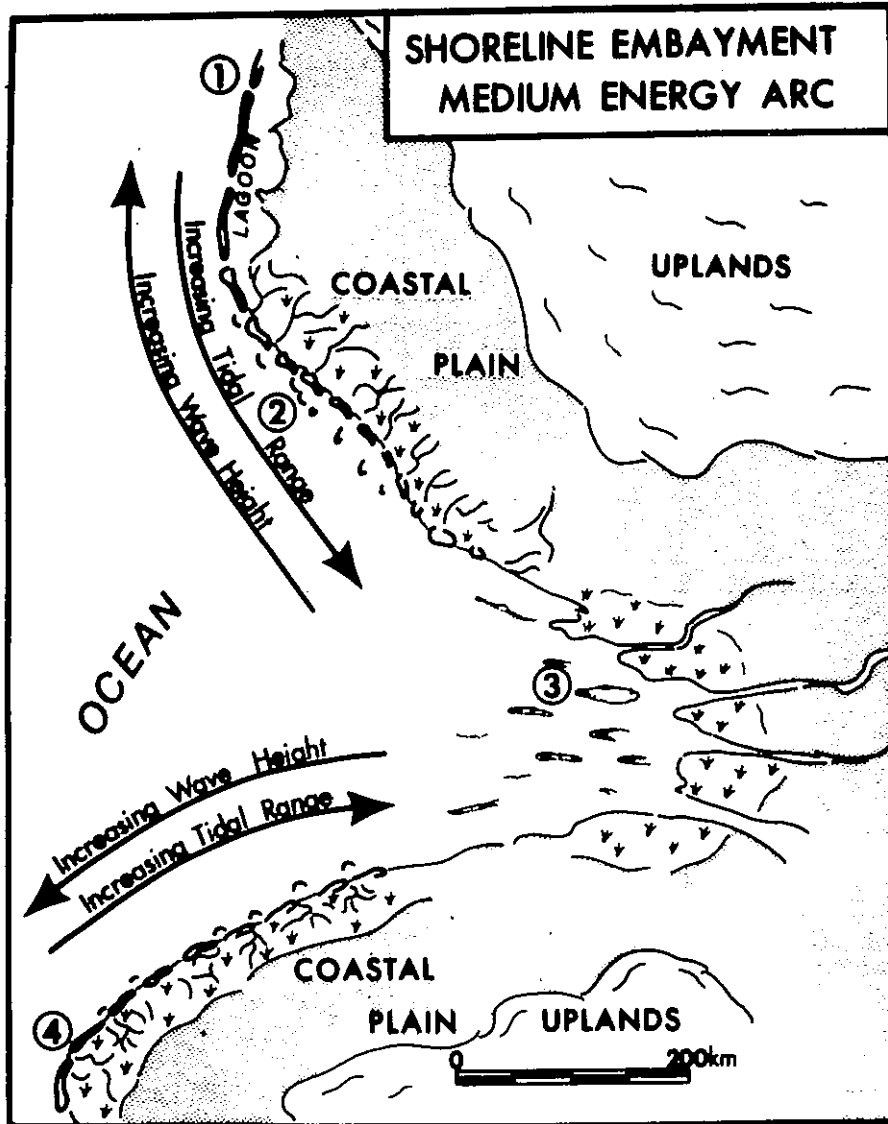 SHORELINE EMBAYMENT
MEDIUM ENERGY ARC
①
LAGOON
Increasing Tidal Range
Increasing Wave Height
COASTAL
PLAIN
UPLANDS
②
OCEAN
③
Increasing Wave Height
Increasing Tidal Range
④
COASTAL
PLAIN
UPLANDS
0 200km